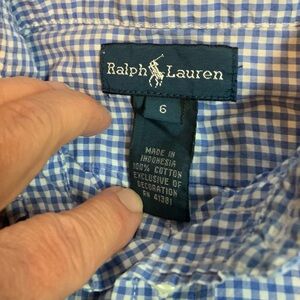 Ralph Lauren
6
MADE IN
INDONESIA
100% COTTON
EXCLUSIVE OF
DECORATION
RN 41381